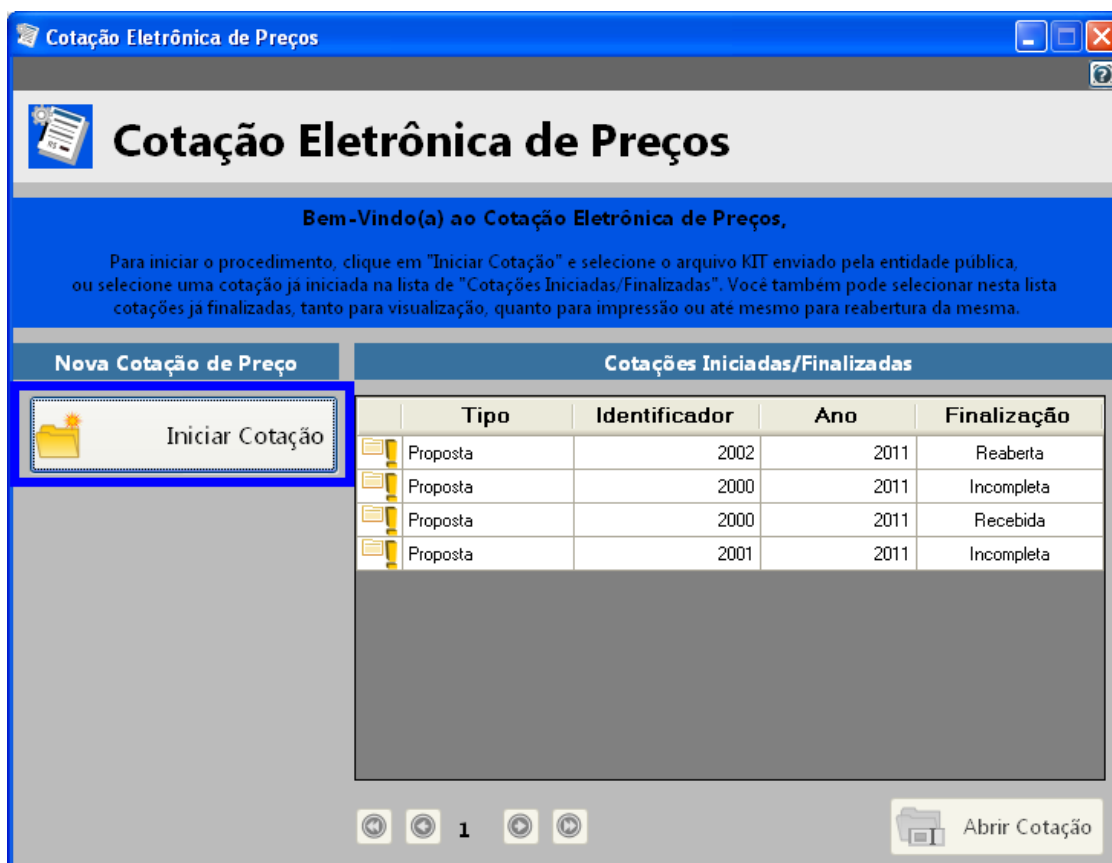 Cotação Eletrônica de Preços
Cotação Eletrônica de Preços
Bem-Vindo(a) ao Cotação Eletrônica de Preços,
Para iniciar o procedimento, clique em "Iniciar Cotação" e selecione o arquivo KIT enviado pela entidade pública,
ou selecione uma cotação já iniciada na lista de "Cotações Iniciadas/Finalizadas". Você também pode selecionar nesta lista
cotações já finalizadas, tanto para visualização, quanto para impressão ou até mesmo para reabertura da mesma.
Nova Cotação de Preço
Cotações Iniciadas/Finalizadas
Iniciar Cotação
Tipo Identificador Ano Finalização
Proposta 2002 2011 Reaberta
Proposta 2000 2011 Incompleta
Proposta 2000 2011 Recebida
Proposta 2001 2011 Incompleta
1
Abrir Cotação